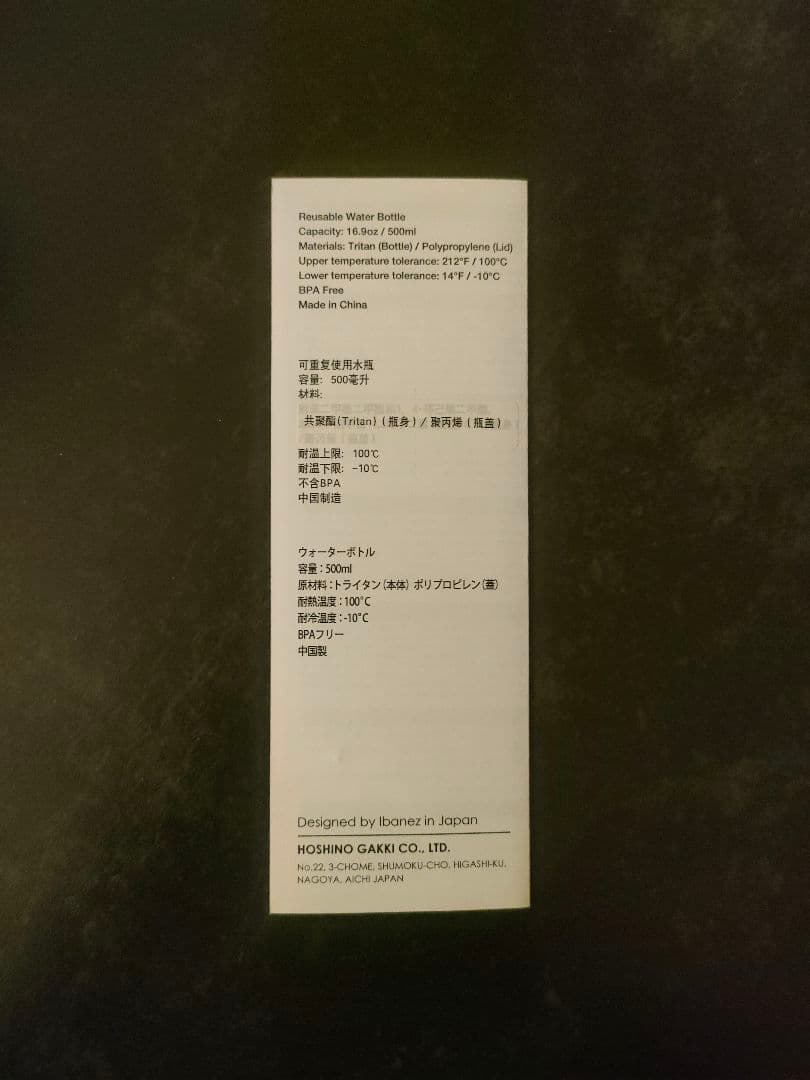 Reusable Water Bottle
Capacity: 16.9oz / 500ml
Materials: Tritan (Bottle) / Polypropylene (Lid)
Upper temperature tolerance: 212°F / 100°C
Lower temperature tolerance: 14°F / -10°C
BPA Free
Made in China
可重复使用水瓶
容量: 500毫升
材料:
共聚酯(Tritan) ( 瓶身 ) / 聚丙烯 ( 瓶盖 )
耐温上限: 100℃
耐温下限: -10℃
不含BPA
中国制造
ウォーターボトル
容量：500ml
原材料：トライタン（本体） ポリプロピレン（蓋）
耐熱温度：100°C
耐冷温度：-10°C
BPAフリー
中国製
Designed by Ibanez in Japan
HOSHINO GAKKI CO., LTD.
No.22, 3-CHOME, SHUMOKU-CHO, HIGASHI-KU,
NAGOYA, AICHI JAPAN